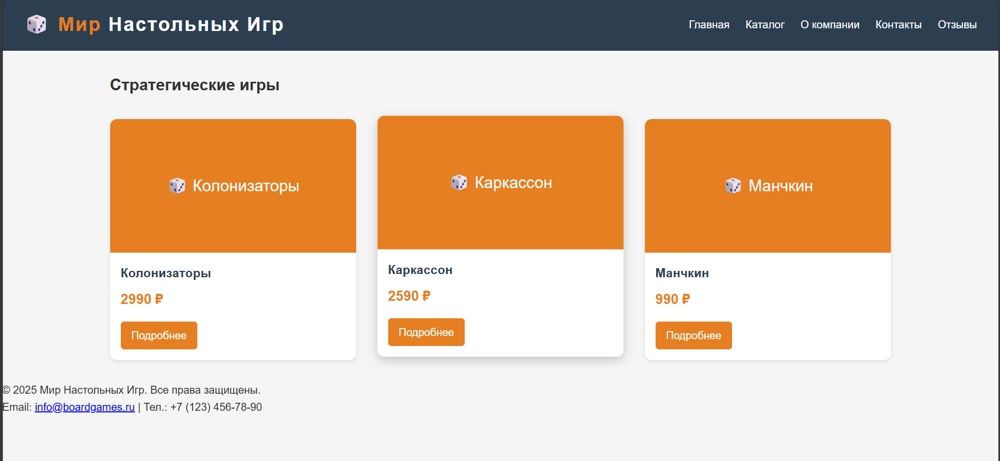 Мир Настольных Игр
Главная Каталог О компании Контакты Отзывы
Стратегические игры
Колонизаторы
Каркассон
Манчкин
Колонизаторы
2990 ₽
Подробнее
Каркассон
2590 ₽
Подробнее
Манчкин
990 ₽
Подробнее
© 2025 Мир Настольных Игр. Все права защищены.
Email: info@boardgames.ru | Тел.: +7 (123) 456-78-90